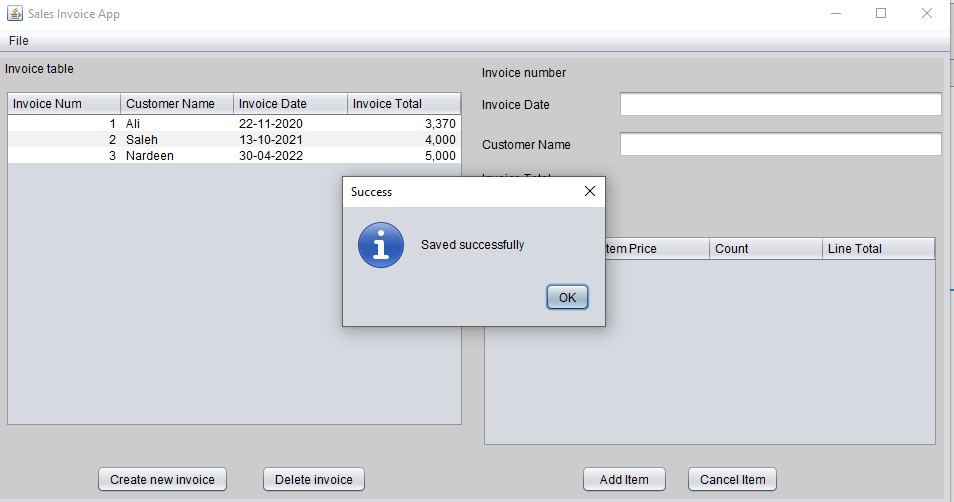 Sales Invoice App
File
Invoice table
Invoice Num Customer Name Invoice Date Invoice Total
1 Ali 22-11-2020 3,370
2 Saleh 13-10-2021 4,000
3 Nardeen 30-04-2022 5,000
Create new invoice Delete invoice
Invoice number
Invoice Date
Customer Name
Success
Saved successfully
OK
Price Count Line Total
Add Item Cancel Item